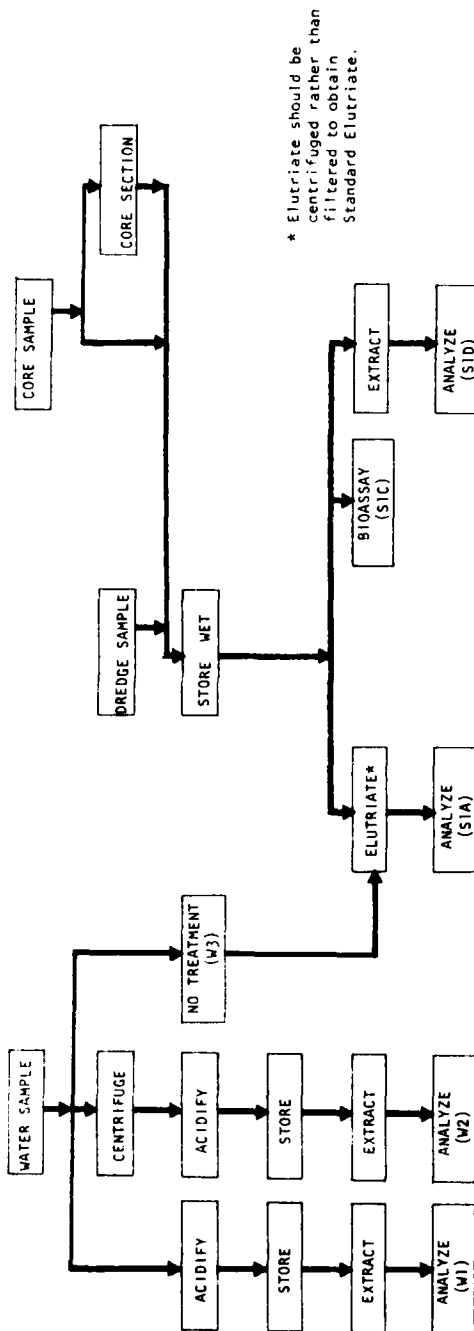 WATER SAMPLE
CENTRIFUGE
NO TREATMENT
(W3)
ACIDIFY
ACIDIFY
STORE
STORE
EXTRACT
EXTRACT
ANALYZE
(W1)
ANALYZE
(W2)
DREDGE SAMPLE
CORE SAMPLE
CORE SECTION
STORE WET
ELUTRIATE*
BIOASSAY
(S1C)
EXTRACT
ANALYZE
(S1A)
ANALYZE
(S1D)
* Elutriate should be
centrifuged rather than
filtered to obtain
Standard Elutriate.